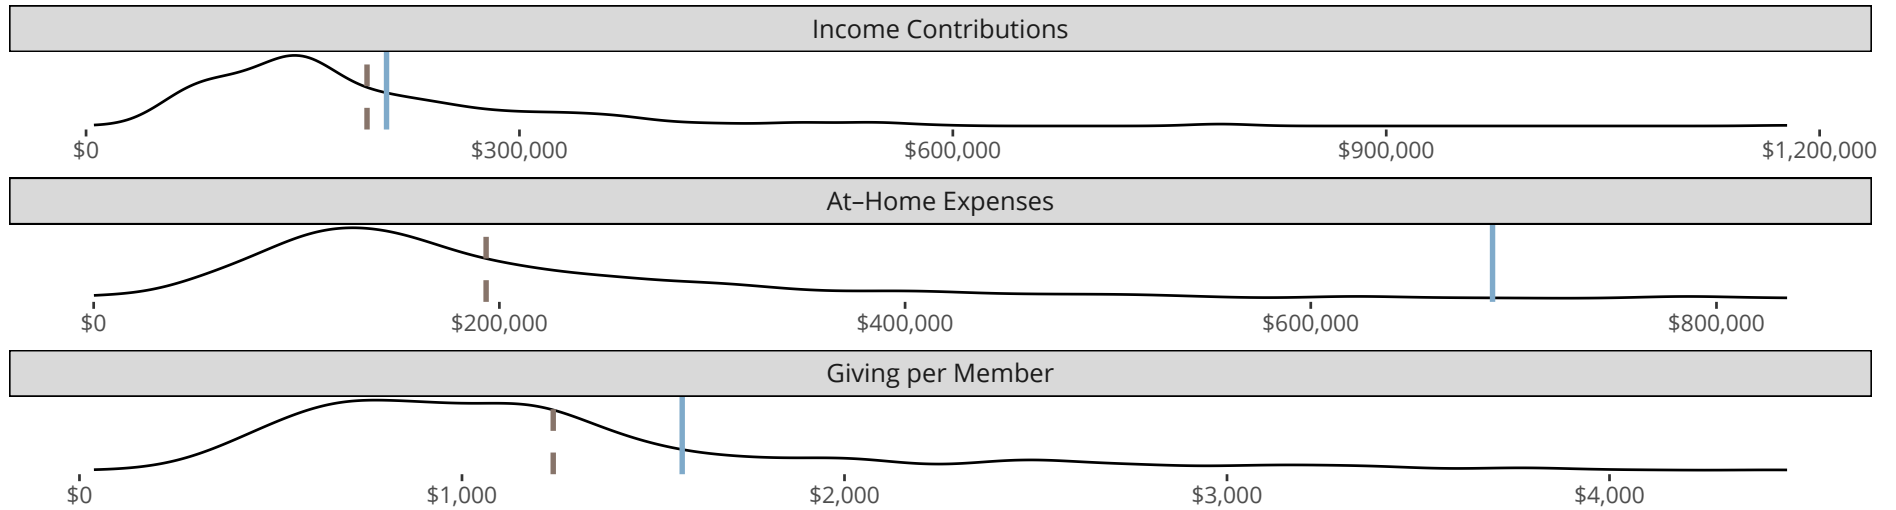 Income Contributions
$0 $300,000 $600,000 $900,000 $1,200,000
At–Home Expenses
$0 $200,000 $400,000 $600,000 $800,000
Giving per Member
$0 $1,000 $2,000 $3,000 $4,000